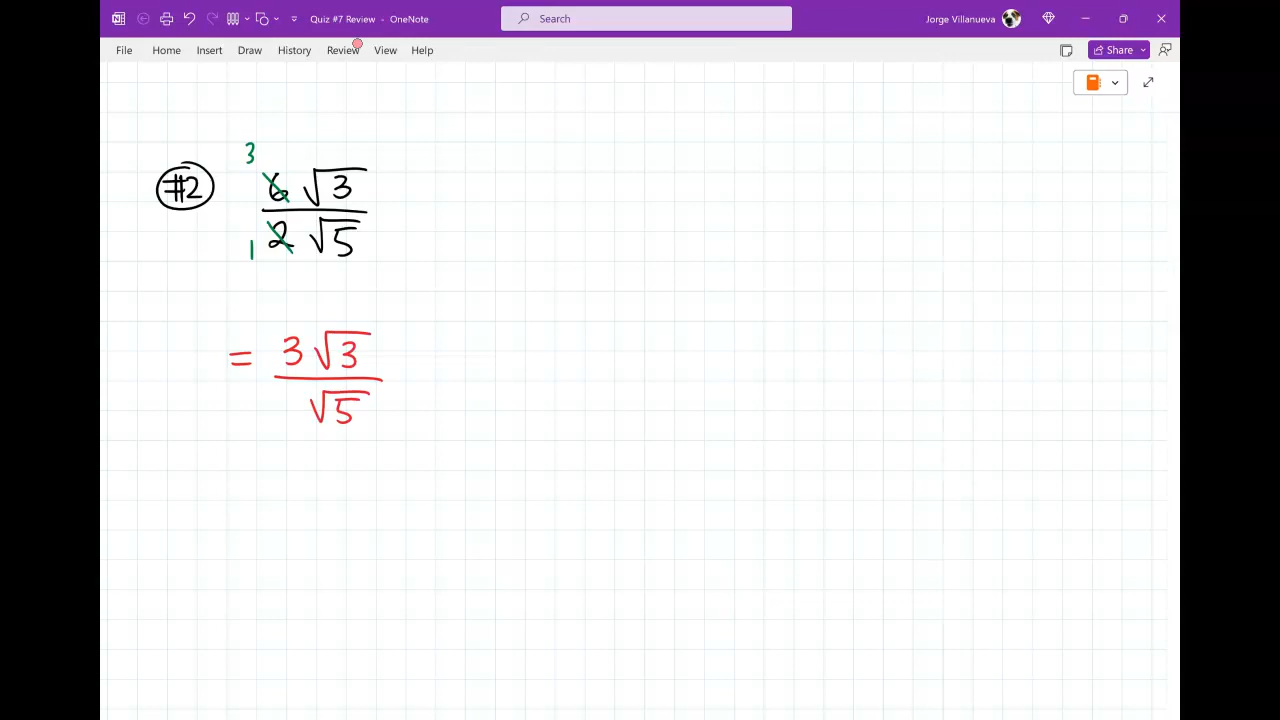 Quiz #7 Review - OneNote
Search
Jorge Villanueva
File Home Insert Draw History Review View Help
Share
3
#2 6 √3
1 2 √5
= 3 √3
√5